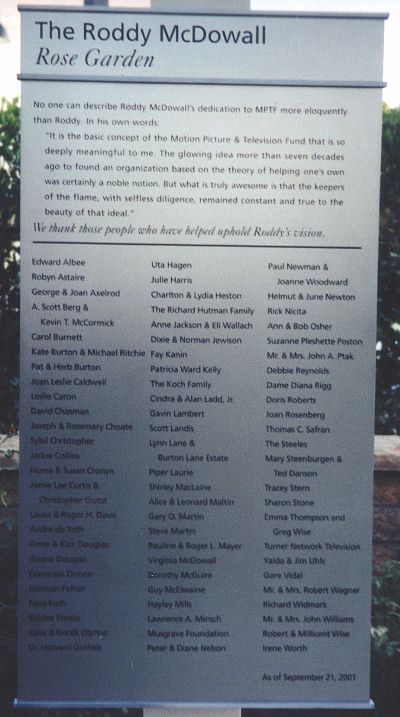 The Roddy McDowall
Rose Garden
No one can describe Roddy McDowall's dedication to MPTF more eloquently
than Roddy. In his own words:
"It is the basic concept of the Motion Picture & Television Fund that is so
deeply meaningful to me. The glowing idea more than seven decades
ago to found an organization based on the theory of helping one's own
was certainly a noble notion. But what is truly awesome is that the keepers
of the flame, with selfless diligence, remained constant and true to the
beauty of that ideal."
We thank those people who have helped uphold Roddy's vision.
Edward Albee
Robyn Astaire
George & Joan Axelrod
A. Scott Berg &
Kevin T. McCormick
Carol Burnett
Kate Burton & Michael Ritchie
Pat & Herb Burton
Joan Leslie Caldwell
Leslie Caron
David Chasman
Joseph & Rosemary Choate
Sybil Christopher
Jackie Collins
Hume & Susan Cronyn
Jamie Lee Curtis &
Christopher Guest
Laura & Roger H. Davis
Andre de Toth
Anne & Kirk Douglas
Illeana Douglas
Dominick Dunne
Norman Felton
Nina Foch
Shirlee Fonda
Kata & Derek Glynne
Dr. Howard Gotlieb
Uta Hagen
Julie Harris
Charlton & Lydia Heston
The Richard Hutman Family
Anne Jackson & Eli Wallach
Dixie & Norman Jewison
Fay Kanin
Patricia Ward Kelly
The Koch Family
Cindra & Alan Ladd, Jr.
Gavin Lambert
Scott Landis
Lynn Lane &
Burton Lane Estate
Piper Laurie
Shirley MacLaine
Alice & Leonard Maltin
Gary O. Martin
Steve Martin
Pauline & Roger L. Mayer
Virginia McDowall
Dorothy McGuire
Guy McElwaine
Hayley Mills
Lawrence A. Mirisch
Musgrave Foundation
Peter & Diane Nelson
Paul Newman &
Joanne Woodward
Helmut & June Newton
Rick Nicita
Ann & Bob Osher
Suzanne Pleshette Poston
Mr. & Mrs. John A. Ptak
Debbie Reynolds
Dame Diana Rigg
Doris Roberts
Joan Rosenberg
Thomas C. Safran
The Steeles
Mary Steenburgen &
Ted Danson
Tracey Stern
Sharon Stone
Emma Thompson and
Greg Wise
Turner Network Television
Yalda & Jim Uhls
Gore Vidal
Mr. & Mrs. Robert Wagner
Richard Widmark
Mr. & Mrs. John Williams
Robert & Millicent Wise
Irene Worth
As of September 21, 2001